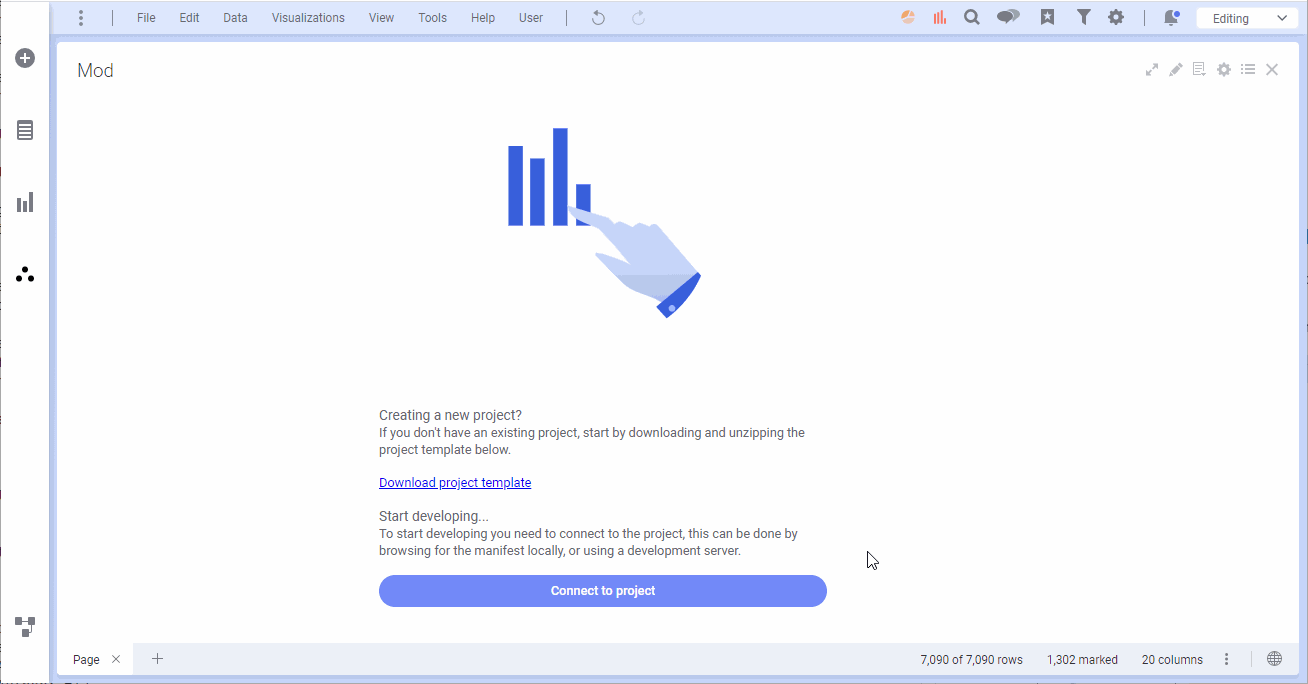 File Edit Data Visualizations View Tools Help User Editing
Mod
Creating a new project?
If you don't have an existing project, start by downloading and unzipping the
project template below.
Download project template
Start developing...
To start developing you need to connect to the project, this can be done by
browsing for the manifest locally, or using a development server.
Connect to project
Page 7,090 of 7,090 rows 1,302 marked 20 columns